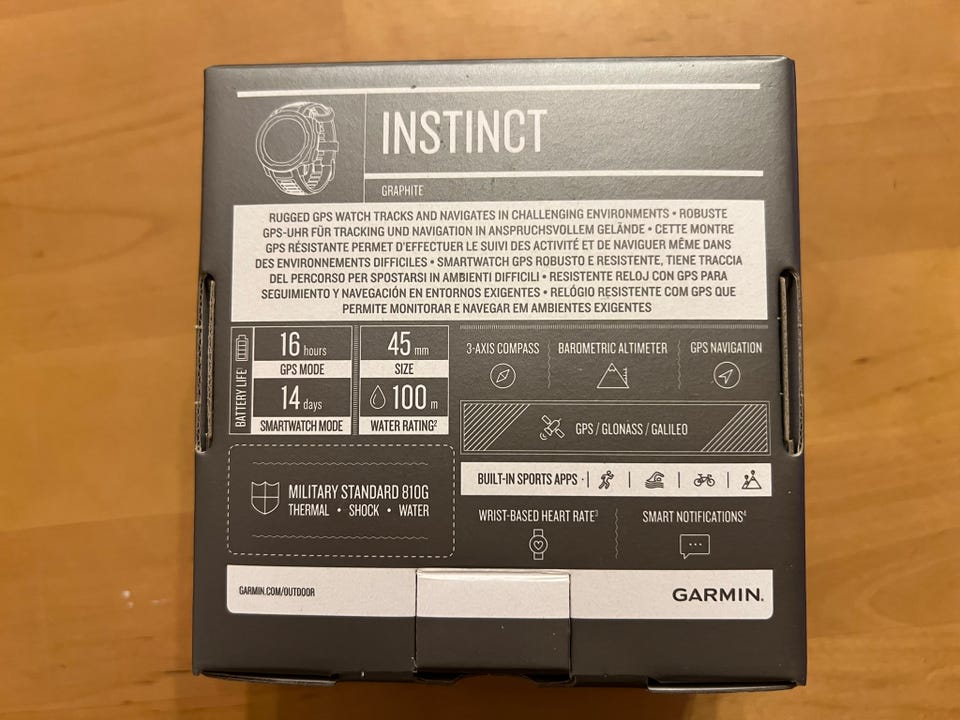 INSTINCT
GRAPHITE
RUGGED GPS WATCH TRACKS AND NAVIGATES IN CHALLENGING ENVIRONMENTS • ROBUSTE
GPS-UHR FÜR TRACKING UND NAVIGATION IN ANSPRUCHSVOLLEM GELÄNDE • CETTE MONTRE
GPS RÉSISTANTE PERMET D'EFFECTUER LE SUIVI DES ACTIVITÉ ET DE NAVIGUER MÊME DANS
DES ENVIRONNEMENTS DIFFICILES • SMARTWATCH GPS ROBUSTO E RESISTENTE, TIENE TRACCIA
DEL PERCORSO PER SPOSTARSI IN AMBIENTI DIFFICILI • RESISTENTE RELOJ CON GPS PARA
SEGUIMIENTO Y NAVEGACIÓN EN ENTORNOS EXIGENTES • RELÓGIO RESISTENTE COM GPS QUE
PERMITE MONITORAR E NAVEGAR EM AMBIENTES EXIGENTES
BATTERY LIFE¹
16 hours
GPS MODE
14 days
SMARTWATCH MODE
45 mm
SIZE
100 m
WATER RATING²
3-AXIS COMPASS
BAROMETRIC ALTIMETER
GPS NAVIGATION
GPS / GLONASS / GALILEO
BUILT-IN SPORTS APPS
MILITARY STANDARD 810G
THERMAL • SHOCK • WATER
WRIST-BASED HEART RATE³
SMART NOTIFICATIONS⁴
GARMIN.COM/OUTDOOR
GARMIN.